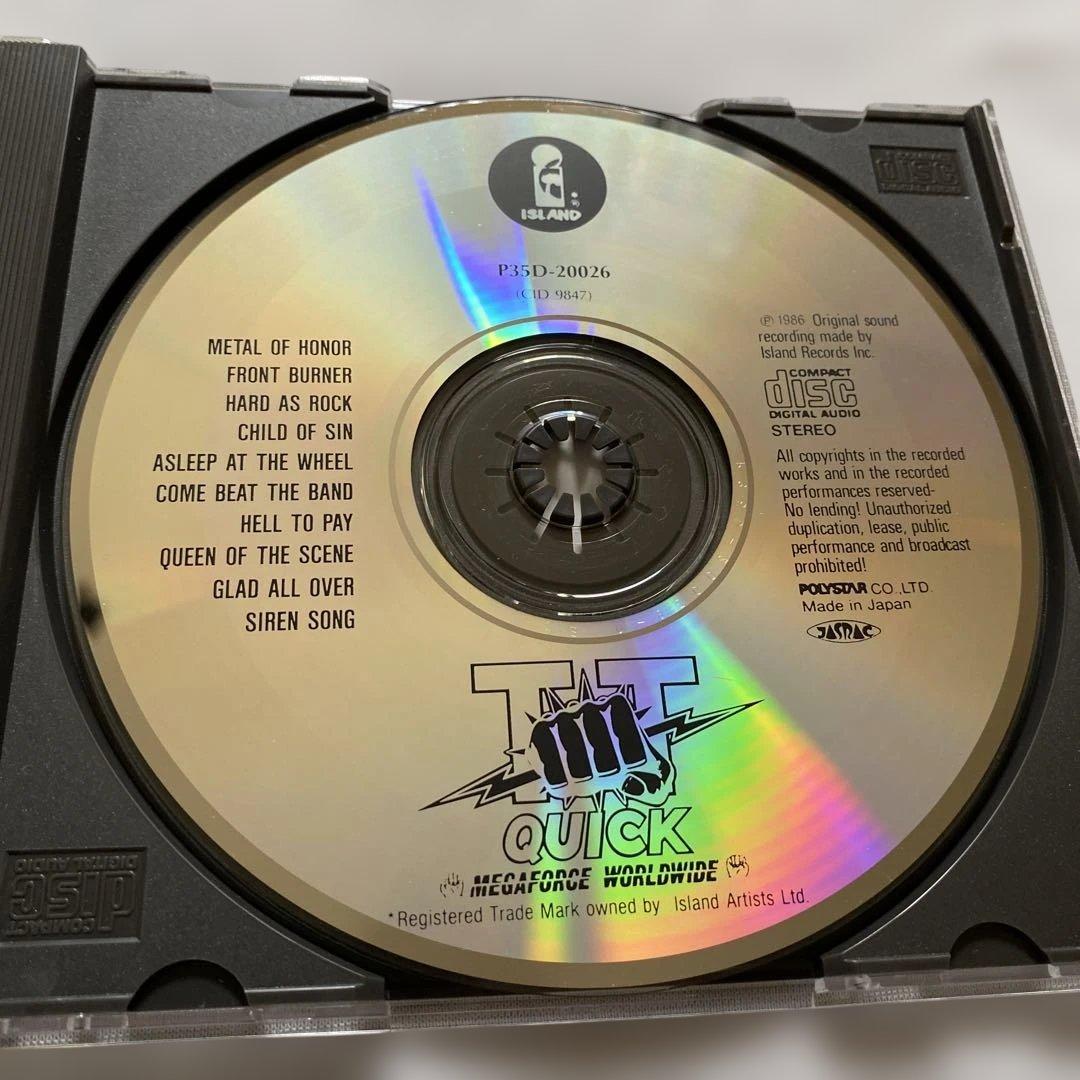 ISLAND
P35D-20026
(CID 9847)
METAL OF HONOR
FRONT BURNER
HARD AS ROCK
CHILD OF SIN
ASLEEP AT THE WHEEL
COME BEAT THE BAND
HELL TO PAY
QUEEN OF THE SCENE
GLAD ALL OVER
SIREN SONG
℗ 1986 Original sound
recording made by
Island Records Inc.
COMPACT
disc
DIGITAL AUDIO
STEREO
All copyrights in the recorded
works and in the recorded
performances reserved-
No lending! Unauthorized
duplication, lease, public
performance and broadcast
prohibited!
POLYSTAR CO.,LTD.
Made in Japan
JASRAC
TT
QUICK
MEGAFORCE WORLDWIDE
*Registered Trade Mark owned by Island Artists Ltd.
disc
DIGITAL AUDIO
COMPACT
disc
DIGITAL AUDIO